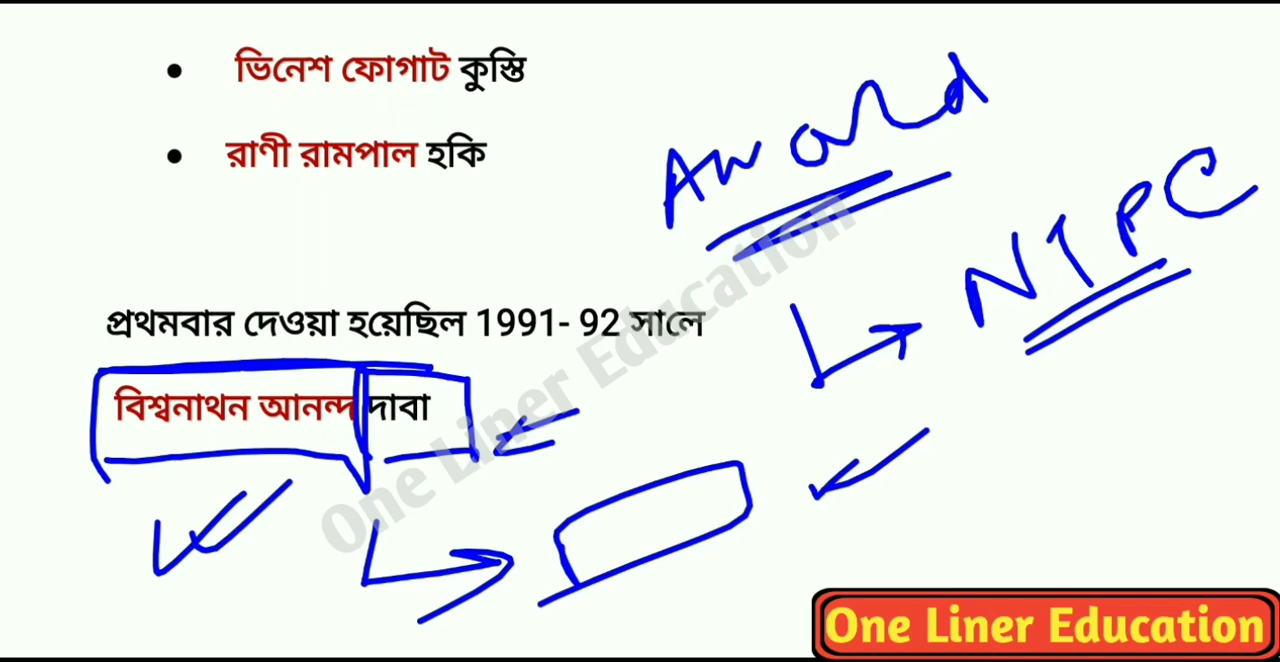 ভিনেশ ফোগাট কুস্তি
রাণী রামপাল হকি
Award
NTPC
প্রথমবার দেওয়া হয়েছিল 1991- 92 সালে
বিশ্বনাথন আনন্দ দাবা
One Liner Education
One Liner Education